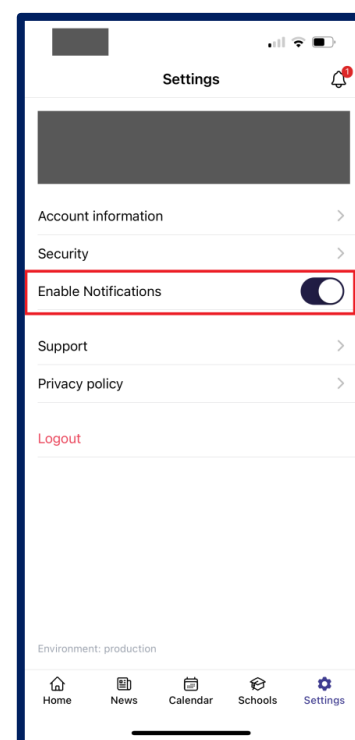 Settings
1
Account information
Security
Enable Notifications
Support
Privacy policy
Logout
Environment: production
Home News Calendar Schools Settings